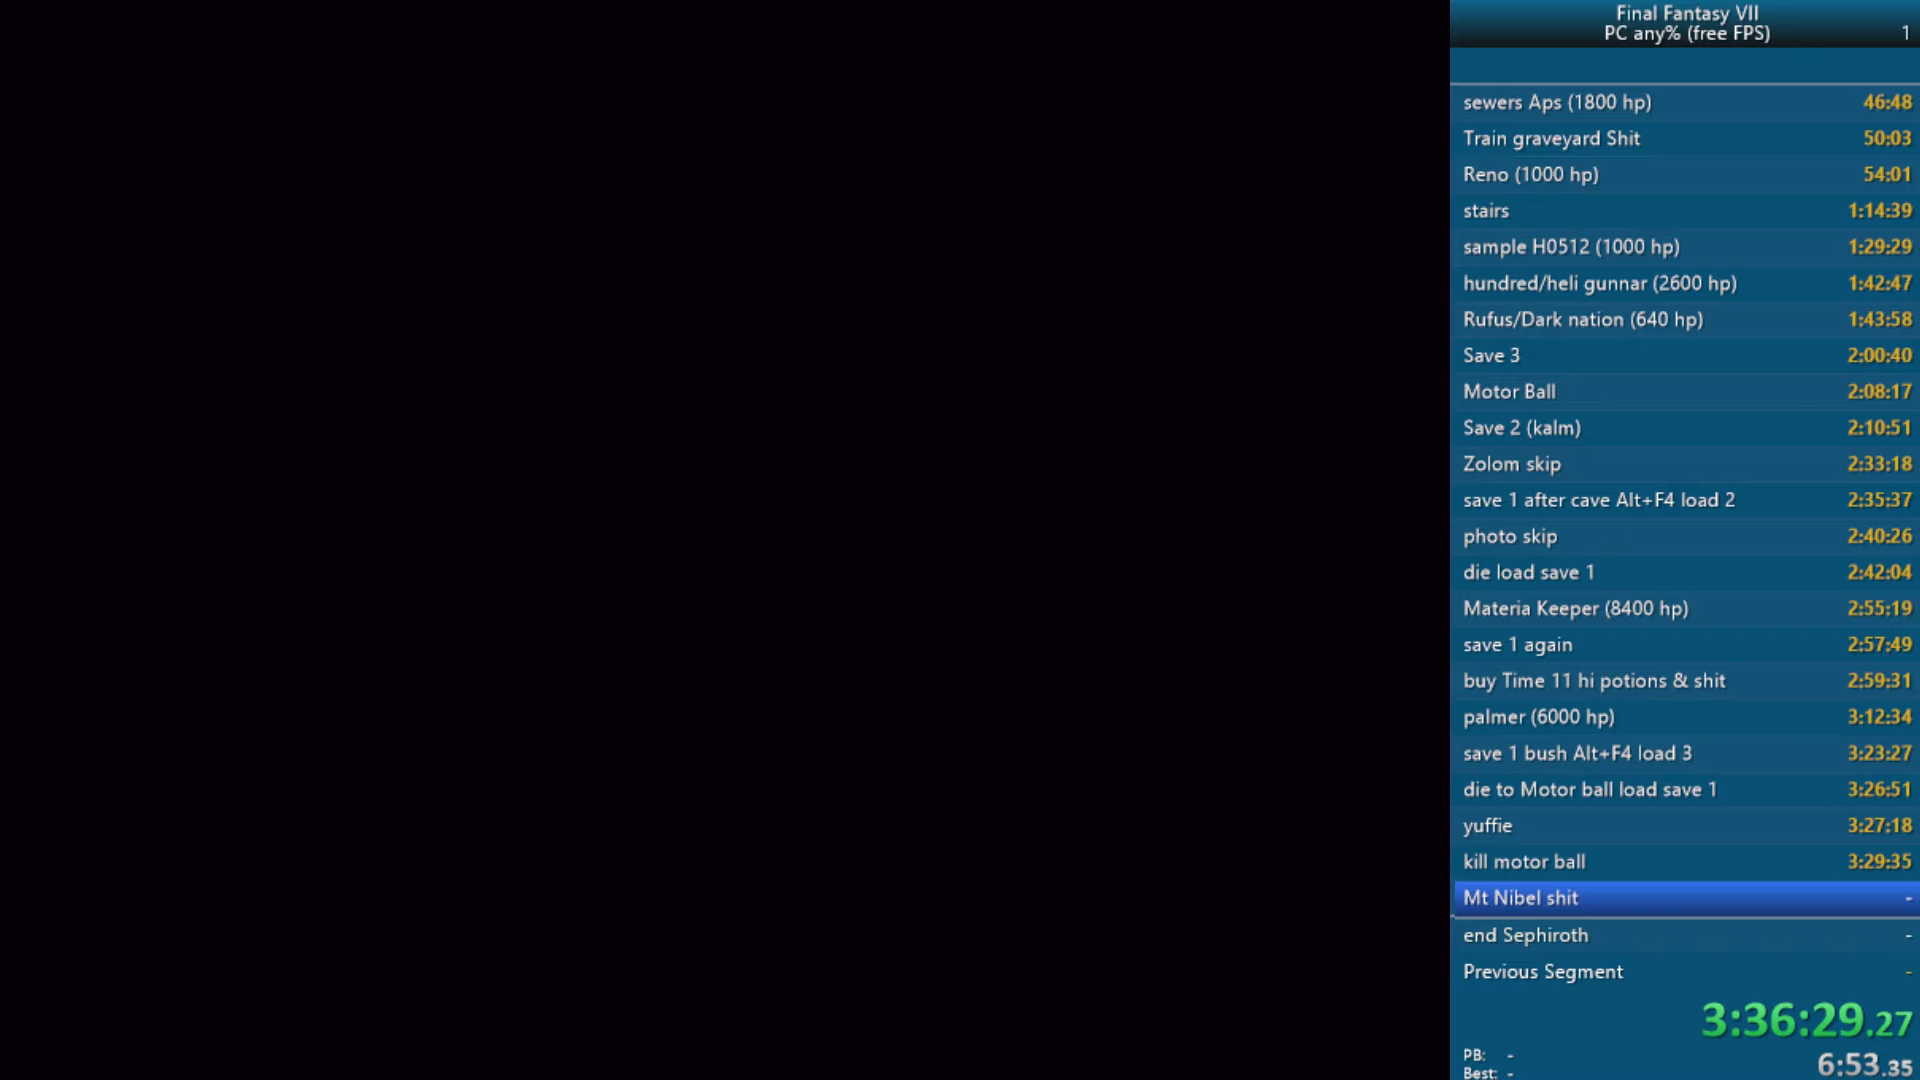 Final Fantasy VII
PC any% (free FPS) 1
sewers Aps (1800 hp) 46:48
Train graveyard Shit 50:03
Reno (1000 hp) 54:01
stairs 1:14:39
sample H0512 (1000 hp) 1:29:29
hundred/heli gunnar (2600 hp) 1:42:47
Rufus/Dark nation (640 hp) 1:43:58
Save 3 2:00:40
Motor Ball 2:08:17
Save 2 (kalm) 2:10:51
Zolom skip 2:33:18
save 1 after cave Alt+F4 load 2 2:35:37
photo skip 2:40:26
die load save 1 2:42:04
Materia Keeper (8400 hp) 2:55:19
save 1 again 2:57:49
buy Time 11 hi potions & shit 2:59:31
palmer (6000 hp) 3:12:34
save 1 bush Alt+F4 load 3 3:23:27
die to Motor ball load save 1 3:26:51
yuffie 3:27:18
kill motor ball 3:29:35
Mt Nibel shit -
end Sephiroth -
Previous Segment -
3:36:29.27
PB: -
Best: - 6:53.35